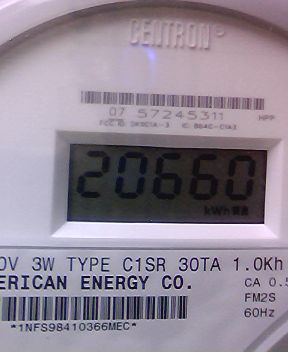 CENTRON®
07 57245311 HPP
20660
kWh
0V 3W TYPE C1SR 30TA 1.0Kh
ERICAN ENERGY CO. CA 0.5
FM2S
*1NFS98410366MEC* 60Hz